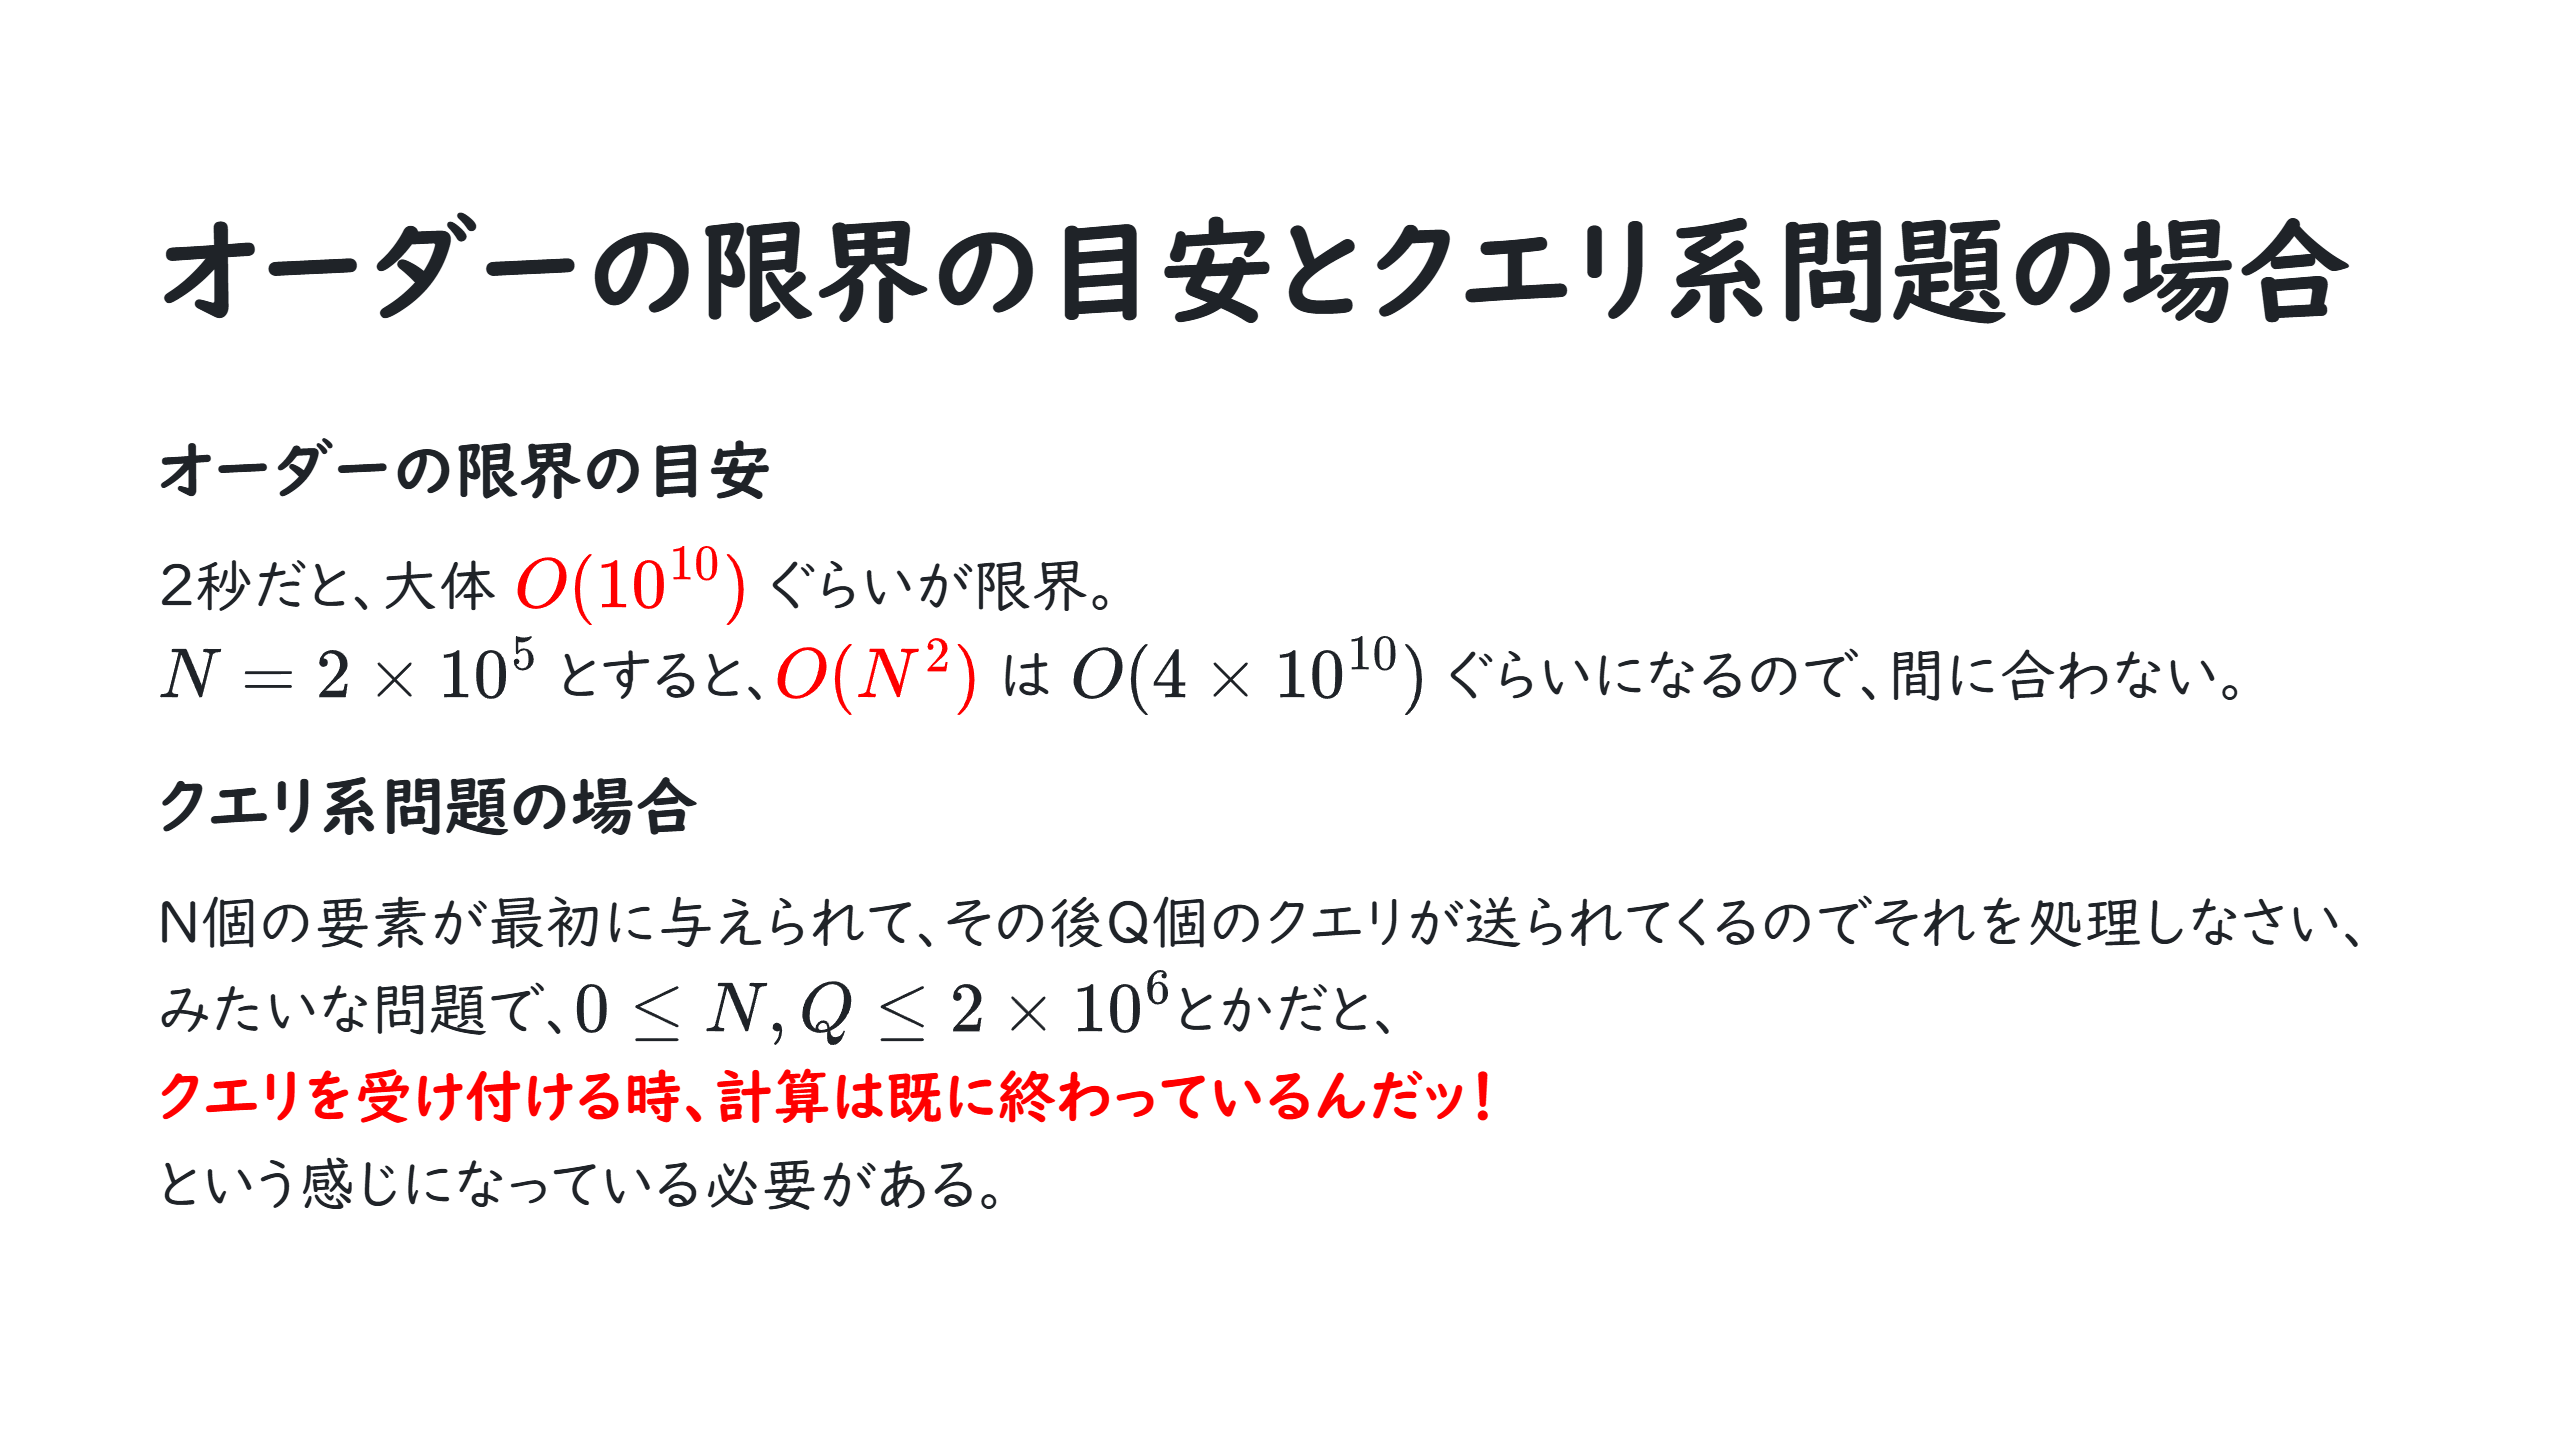 オーダーの限界の目安とクエリ系問題の場合
オーダーの限界の目安
2秒だと、大体 O(10^{10}) ぐらいが限界。
N = 2 × 10^5 とすると、O(N^2) は O(4 × 10^{10}) ぐらいになるので、間に合わない。
クエリ系問題の場合
N個の要素が最初に与えられて、その後Q個のクエリが送られてくるのでそれを処理しなさい、
みたいな問題で、0 ≤ N, Q ≤ 2 × 10^6とかだと、
クエリを受け付ける時、計算は既に終わっているんだッ！
という感じになっている必要がある。